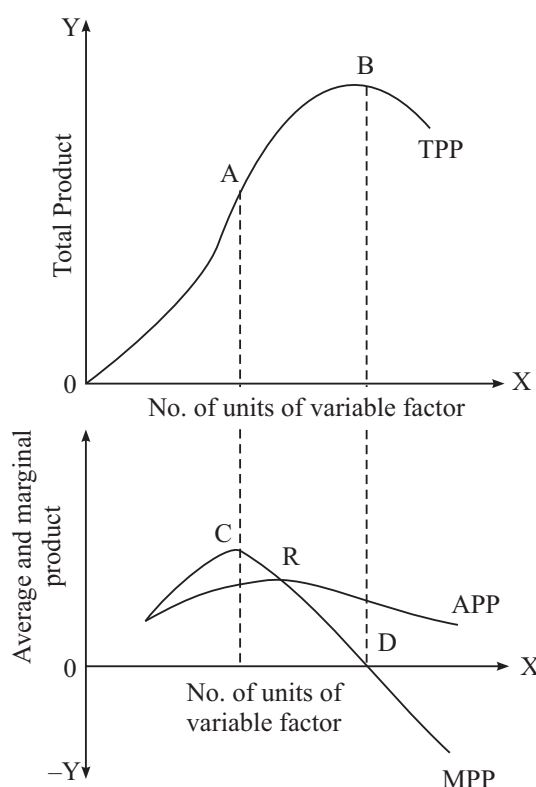 Y
B
TPP
A
Total Product
0
X
No. of units of variable factor
Average and marginal
product
C
R
APP
D
0
X
No. of units of
variable factor
–Y
MPP